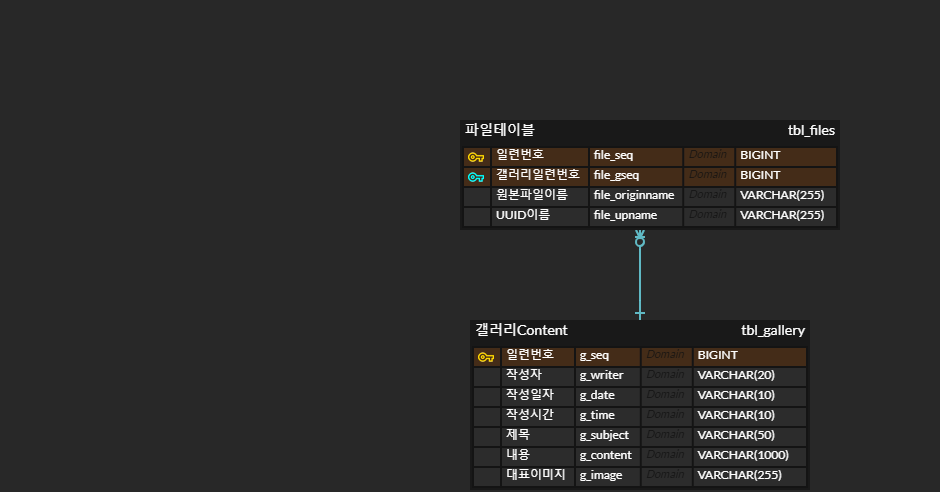 파일테이블 tbl_files
일련번호 file_seq Domain BIGINT
갤러리일련번호 file_gseq Domain BIGINT
원본파일이름 file_originname Domain VARCHAR(255)
UUID이름 file_upname Domain VARCHAR(255)
갤러리Content tbl_gallery
일련번호 g_seq Domain BIGINT
작성자 g_writer Domain VARCHAR(20)
작성일자 g_date Domain VARCHAR(10)
작성시간 g_time Domain VARCHAR(10)
제목 g_subject Domain VARCHAR(50)
내용 g_content Domain VARCHAR(1000)
대표이미지 g_image Domain VARCHAR(255)